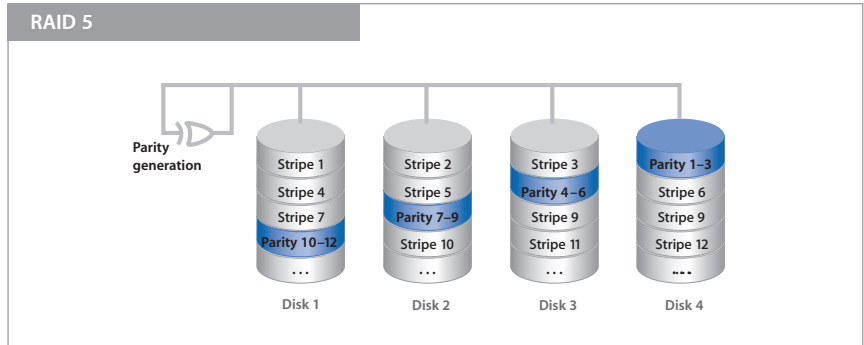 RAID 5
Parity
generation
Stripe 1
Stripe 4
Stripe 7
Parity 10–12
...
Disk 1
Stripe 2
Stripe 5
Parity 7–9
Stripe 10
...
Disk 2
Stripe 3
Parity 4–6
Stripe 9
Stripe 11
...
Disk 3
Parity 1–3
Stripe 6
Stripe 9
Stripe 12
...
Disk 4